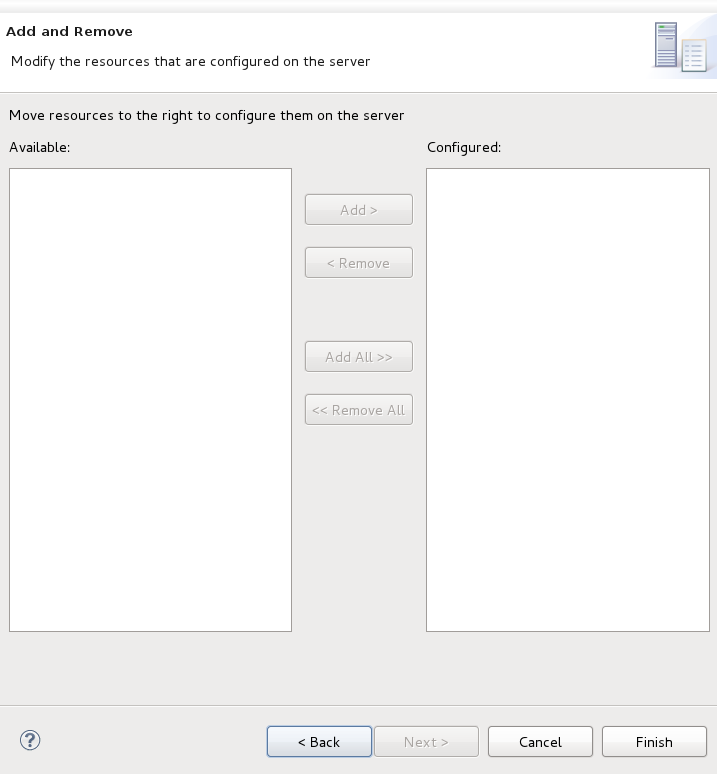 Add and Remove
Modify the resources that are configured on the server
Move resources to the right to configure them on the server
Available:
Configured:
Add >
< Remove
Add All >>
<< Remove All
?
< Back
Next >
Cancel
Finish